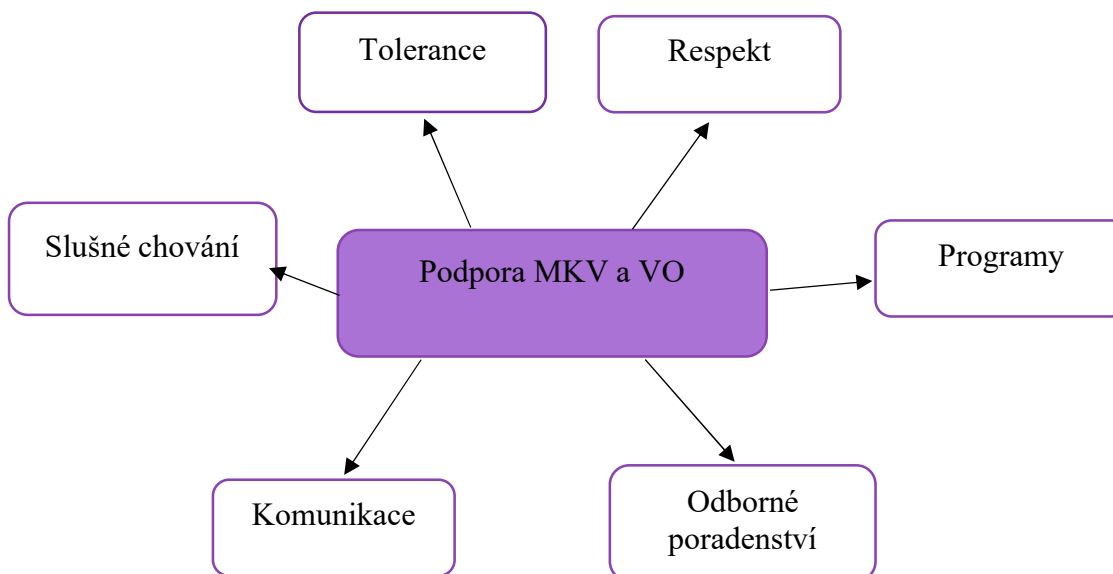 Tolerance
Respekt
Slušné chování
Podpora MKV a VO
Programy
Komunikace
Odborné
poradenství